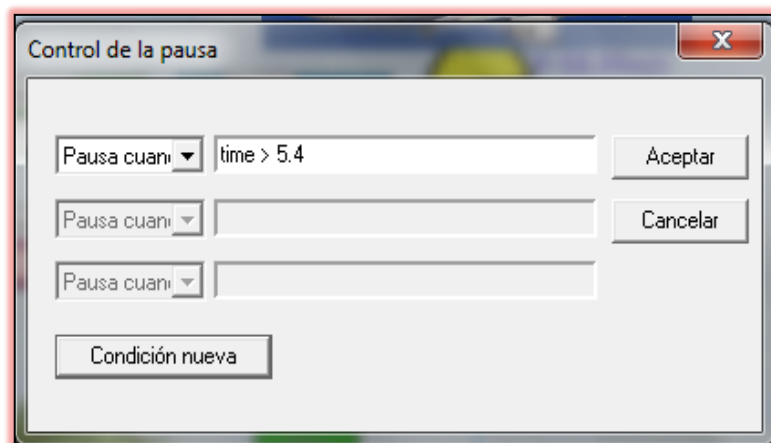 Control de la pausa
Pausa cuan
time > 5.4
Aceptar
Pausa cuan
Cancelar
Pausa cuan
Condición nueva